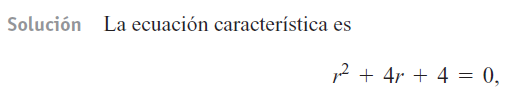 Solución La ecuación característica es
r² + 4r + 4 = 0,